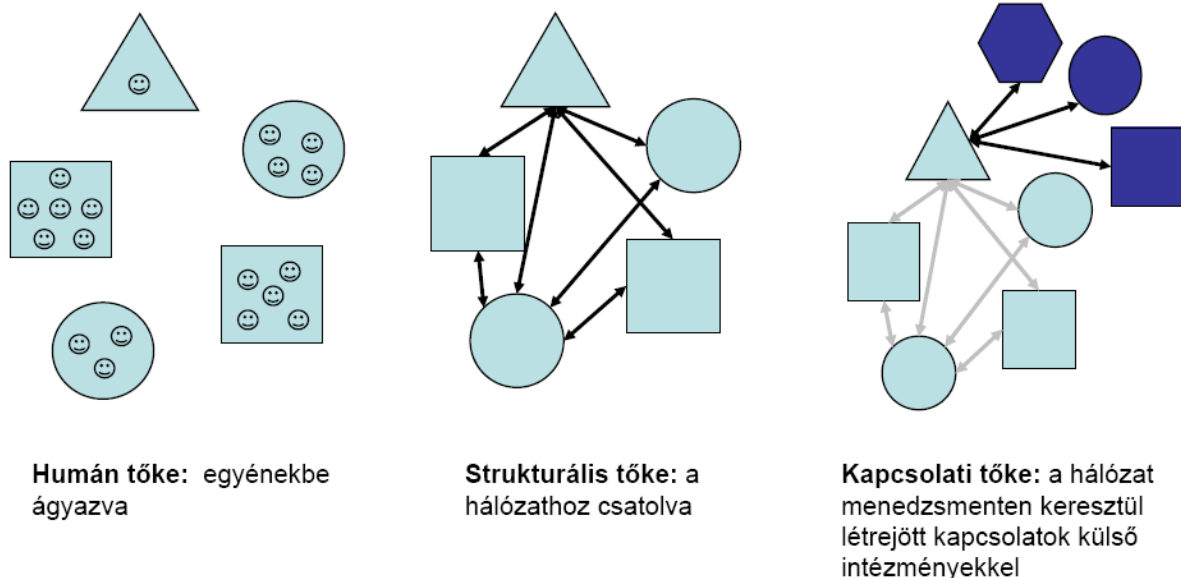 Humán tőke:  egyénekbe
ágyazva
Strukturális tőke: a
hálózathoz csatolva
Kapcsolati tőke: a hálózat
menedzsmenten keresztül
létrejött kapcsolatok külső
intézményekkel